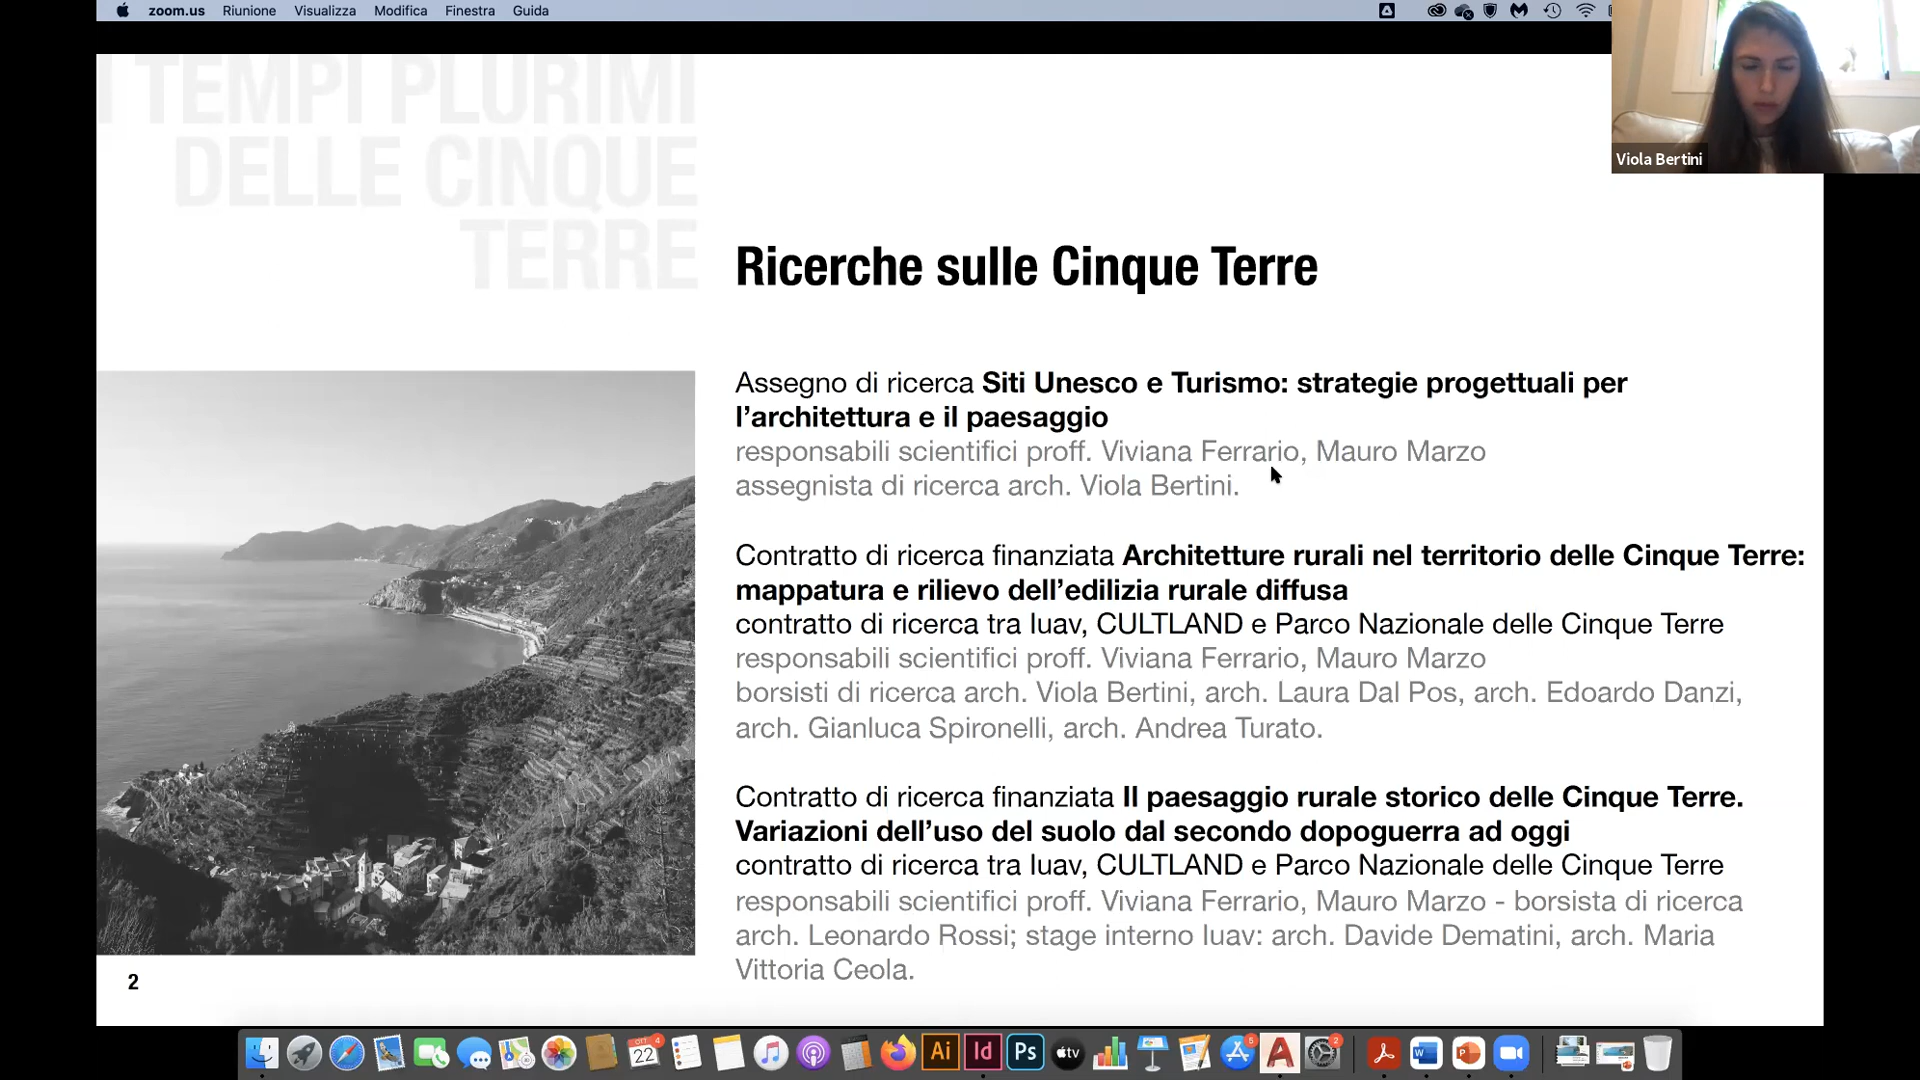 zoom.us Riunione Visualizza Modifica Finestra Guida
I TEMPI PLURIMI
DELLE CINQUE
TERRE
Viola Bertini
Ricerche sulle Cinque Terre
Assegno di ricerca Siti Unesco e Turismo: strategie progettuali per
l’architettura e il paesaggio
responsabili scientifici proff. Viviana Ferrario, Mauro Marzo
assegnista di ricerca arch. Viola Bertini.
Contratto di ricerca finanziata Architetture rurali nel territorio delle Cinque Terre:
mappatura e rilievo dell’edilizia rurale diffusa
contratto di ricerca tra Iuav, CULTLAND e Parco Nazionale delle Cinque Terre
responsabili scientifici proff. Viviana Ferrario, Mauro Marzo
borsisti di ricerca arch. Viola Bertini, arch. Laura Dal Pos, arch. Edoardo Danzi,
arch. Gianluca Spironelli, arch. Andrea Turato.
Contratto di ricerca finanziata Il paesaggio rurale storico delle Cinque Terre.
Variazioni dell’uso del suolo dal secondo dopoguerra ad oggi
contratto di ricerca tra Iuav, CULTLAND e Parco Nazionale delle Cinque Terre
responsabili scientifici proff. Viviana Ferrario, Mauro Marzo - borsista di ricerca
arch. Leonardo Rossi; stage interno Iuav: arch. Davide Dematini, arch. Maria
Vittoria Ceola.
2
OTT 4
22 Ai Id Ps tv 5 2 W P